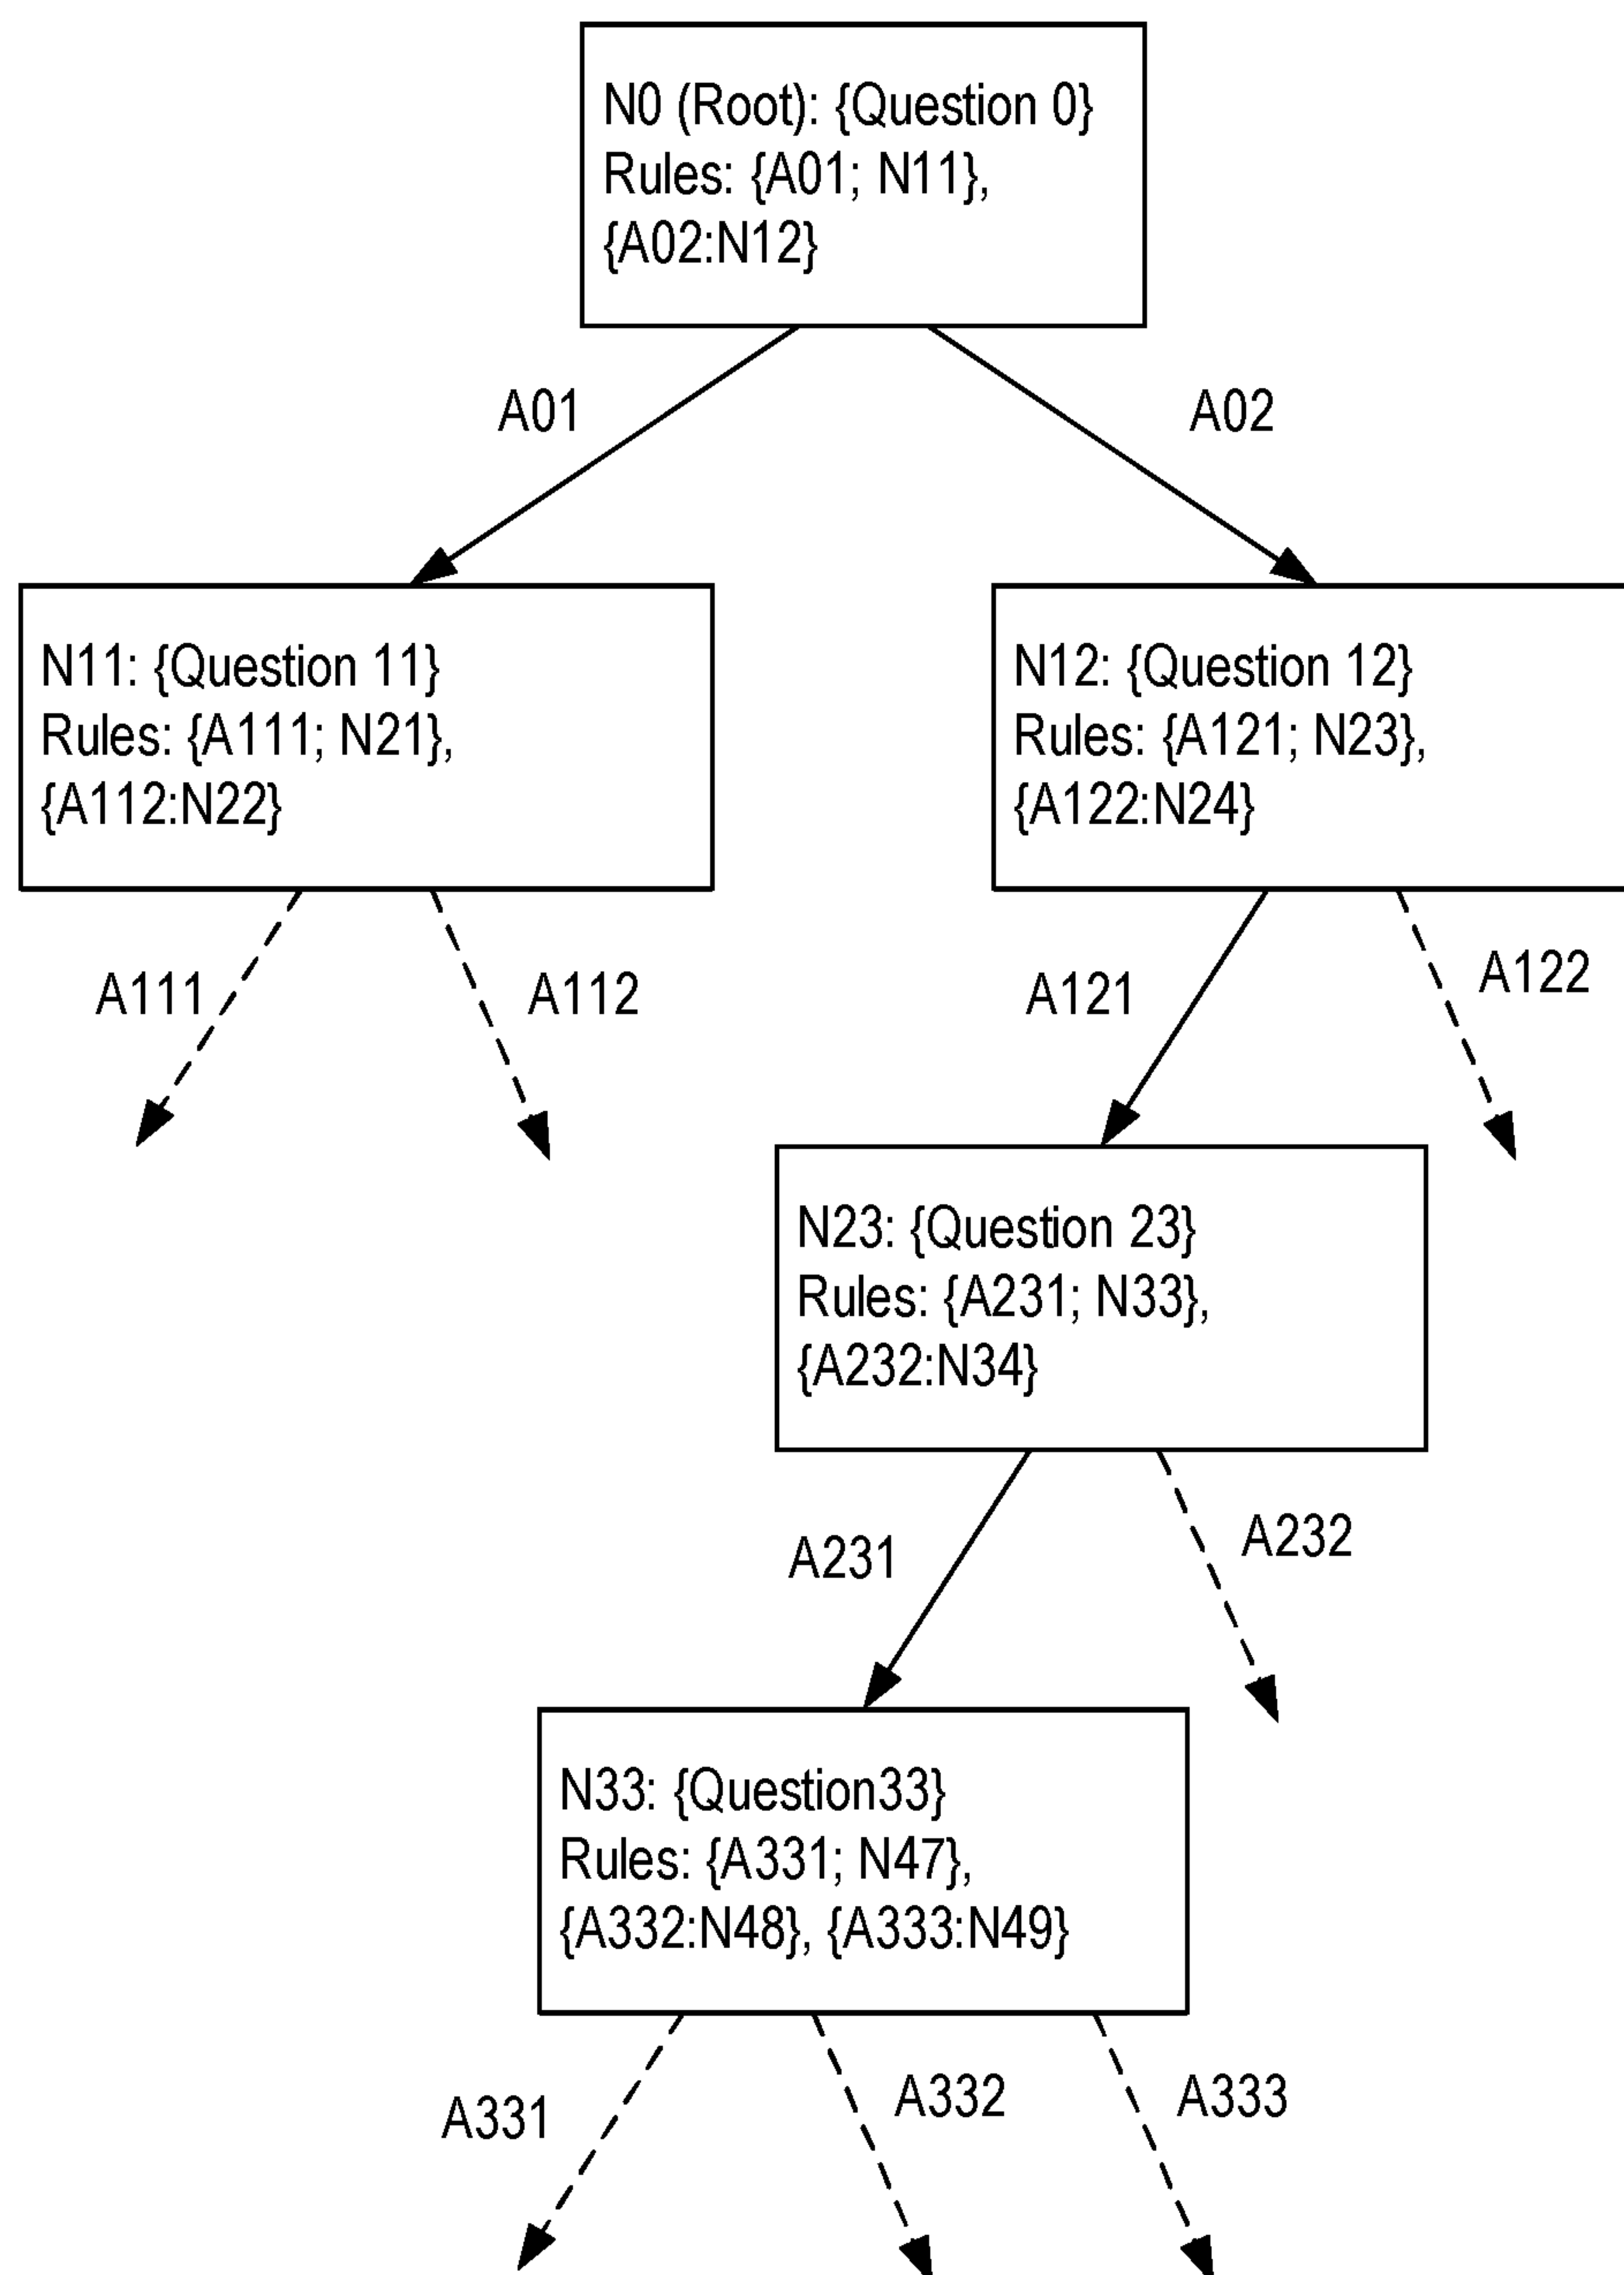 N0 (Root): {Question 0}
Rules: {A01; N11},
{A02:N12}
A01
A02
N11: {Question 11}
Rules: {A111; N21},
{A112:N22}
N12: {Question 12}
Rules: {A121; N23},
{A122:N24}
A111
A112
A121
A122
N23: {Question 23}
Rules: {A231; N33},
{A232:N34}
A231
A232
N33: {Question33}
Rules: {A331; N47},
{A332:N48}, {A333:N49}
A331
A332
A333